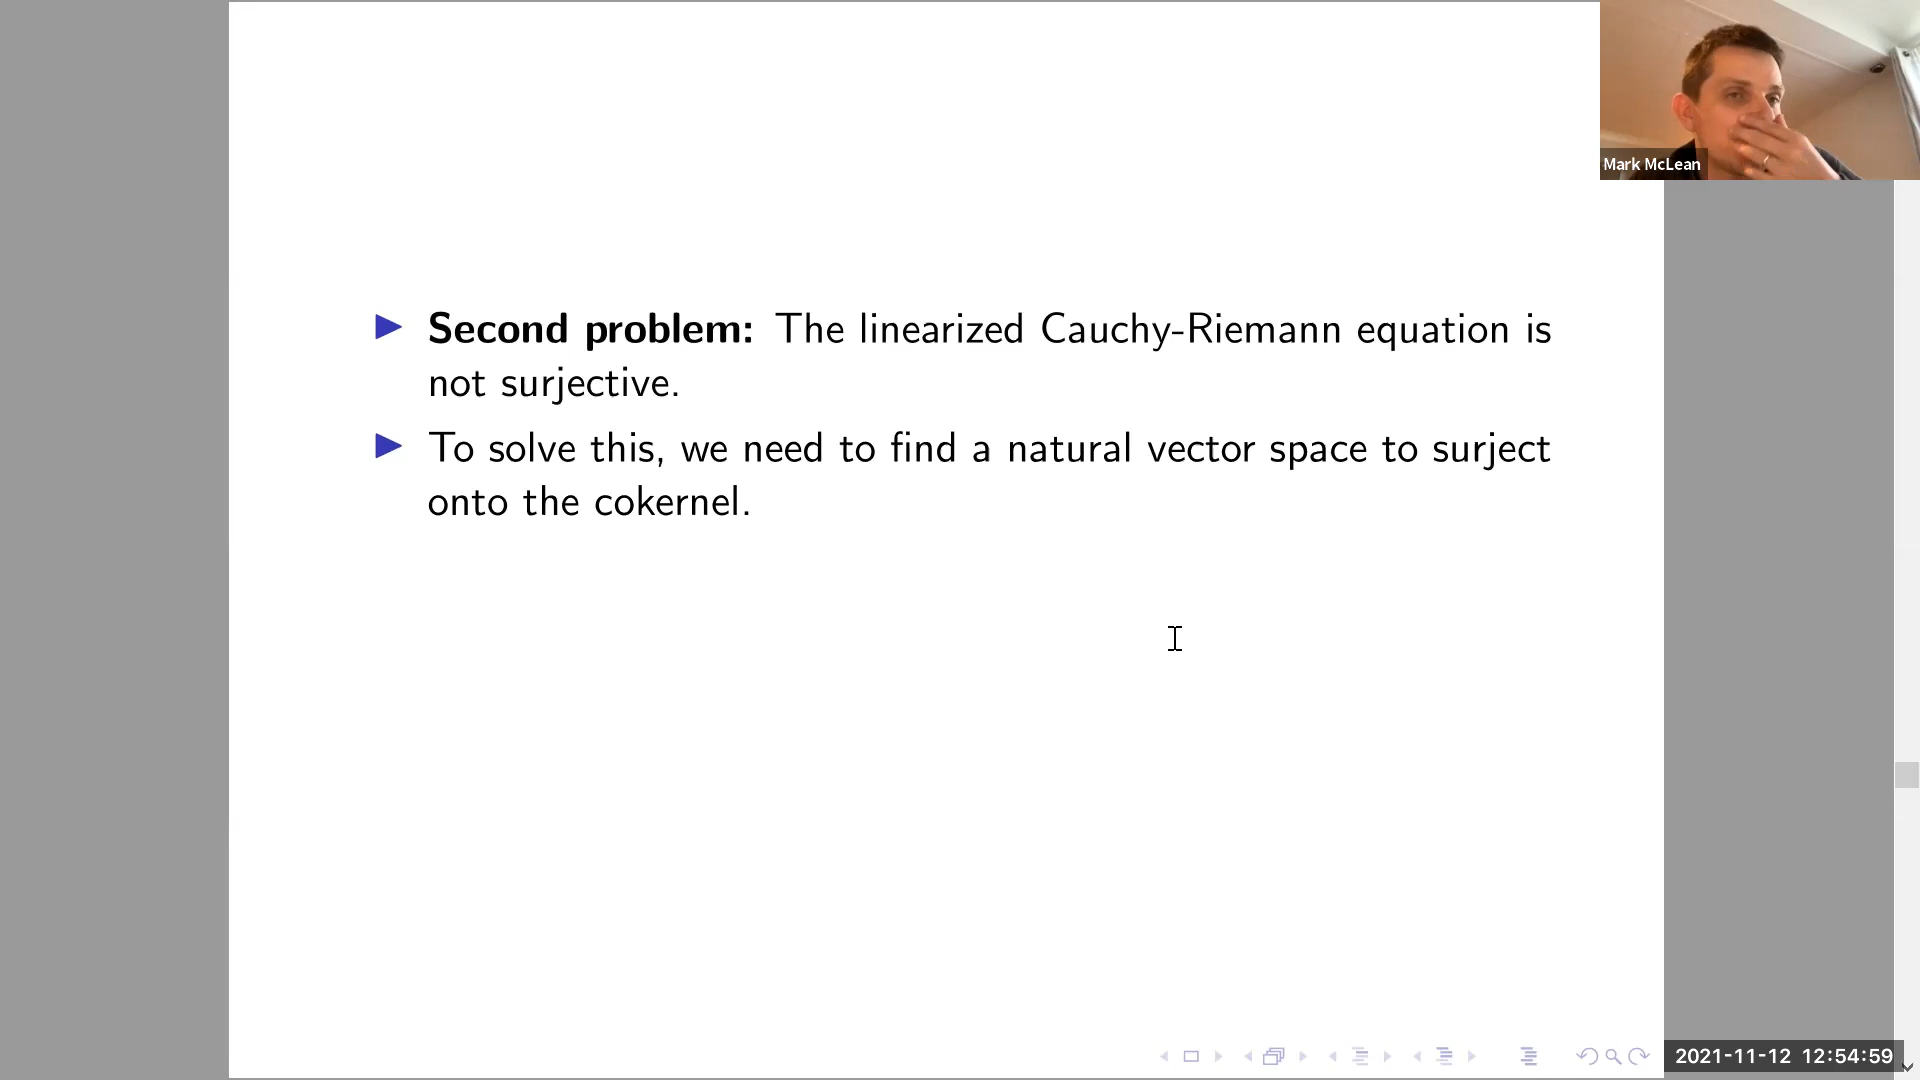 Mark McLean
▶ Second problem: The linearized Cauchy-Riemann equation is
not surjective.
▶ To solve this, we need to find a natural vector space to surject
onto the cokernel.
2021-11-12 12:54:59